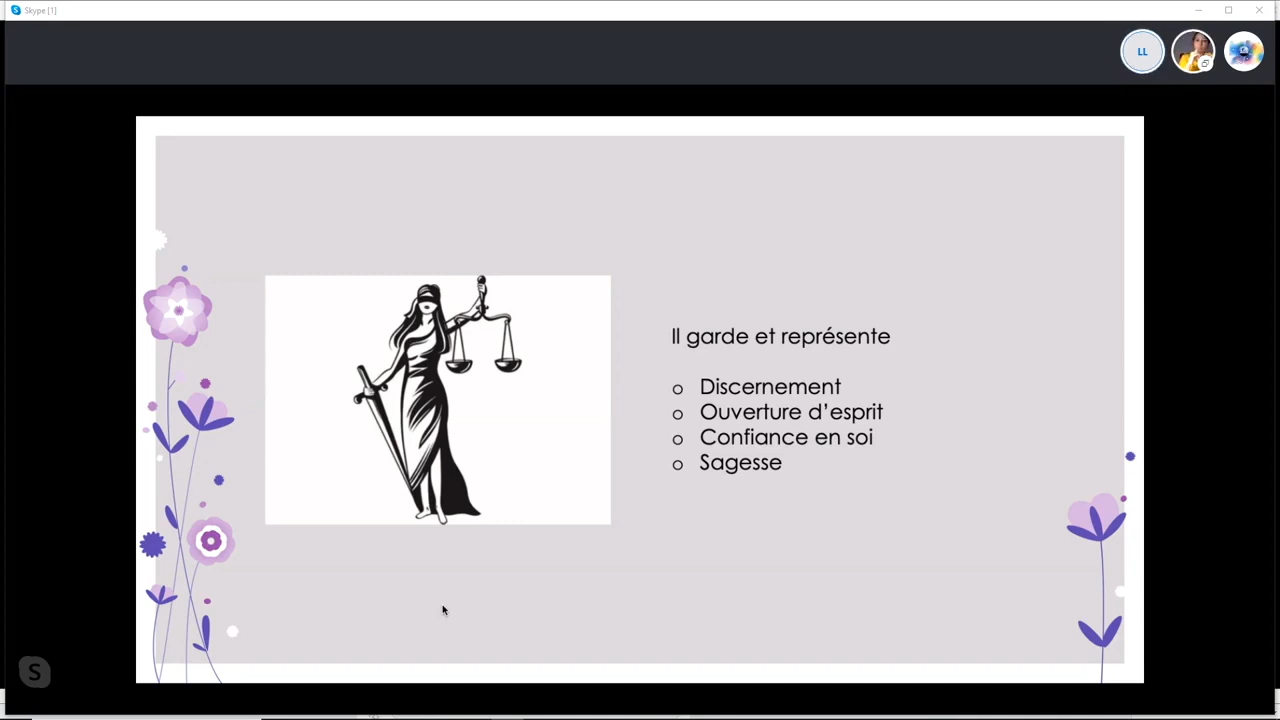 Skype [1]
LL
Il garde et représente
o Discernement
o Ouverture d’esprit
o Confiance en soi
o Sagesse
S